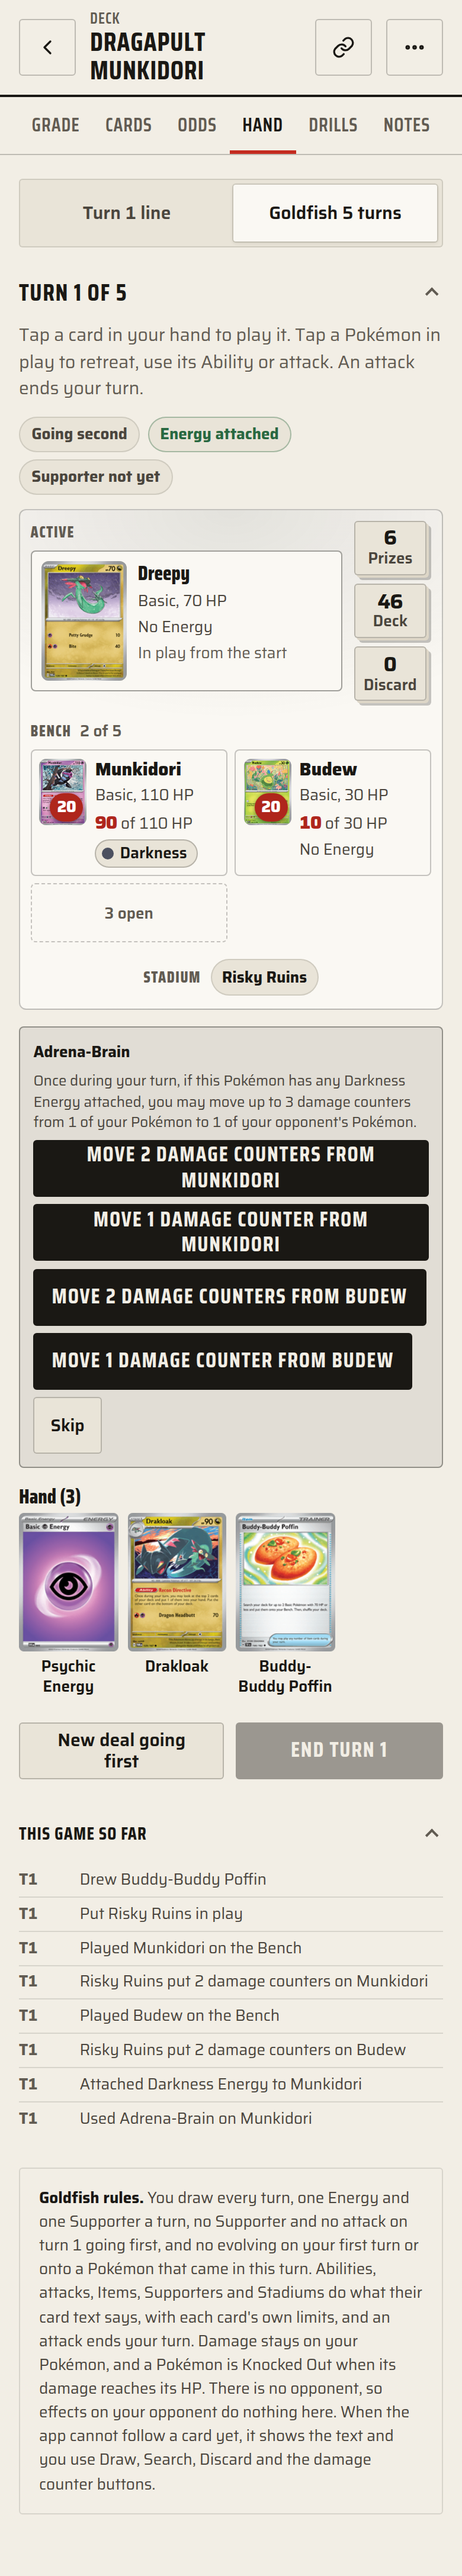 DECK
DRAGAPULT
MUNKIDORI
GRADE CARDS ODDS HAND DRILLS NOTES
Turn 1 line Goldfish 5 turns
TURN 1 OF 5
Tap a card in your hand to play it. Tap a Pokémon in
play to retreat, use its Ability or attack. An attack
ends your turn.
Going second Energy attached
Supporter not yet
ACTIVE
Dreepy
Basic, 70 HP
No Energy
In play from the start
6
Prizes
46
Deck
0
Discard
BENCH 2 of 5
Munkidori
Basic, 110 HP
20
90 of 110 HP
Darkness
Budew
Basic, 30 HP
20
10 of 30 HP
No Energy
3 open
STADIUM Risky Ruins
Adrena-Brain
Once during your turn, if this Pokémon has any Darkness
Energy attached, you may move up to 3 damage counters
from 1 of your Pokémon to 1 of your opponent's Pokémon.
MOVE 2 DAMAGE COUNTERS FROM
MUNKIDORI
MOVE 1 DAMAGE COUNTER FROM
MUNKIDORI
MOVE 2 DAMAGE COUNTERS FROM BUDEW
MOVE 1 DAMAGE COUNTER FROM BUDEW
Skip
Hand (3)
Psychic
Energy
Drakloak
Buddy-
Buddy Poffin
New deal going
first
END TURN 1
THIS GAME SO FAR
T1 Drew Buddy-Buddy Poffin
T1 Put Risky Ruins in play
T1 Played Munkidori on the Bench
T1 Risky Ruins put 2 damage counters on Munkidori
T1 Played Budew on the Bench
T1 Risky Ruins put 2 damage counters on Budew
T1 Attached Darkness Energy to Munkidori
T1 Used Adrena-Brain on Munkidori
Goldfish rules. You draw every turn, one Energy and
one Supporter a turn, no Supporter and no attack on
turn 1 going first, and no evolving on your first turn or
onto a Pokémon that came in this turn. Abilities,
attacks, Items, Supporters and Stadiums do what their
card text says, with each card's own limits, and an
attack ends your turn. Damage stays on your
Pokémon, and a Pokémon is Knocked Out when its
damage reaches its HP. There is no opponent, so
effects on your opponent do nothing here. When the
app cannot follow a card yet, it shows the text and
you use Draw, Search, Discard and the damage
counter buttons.